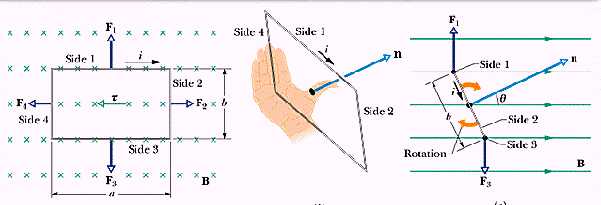 F1
Side 1
i
Side 2
F4
τ
F2
b
Side 4
Side 3
F3
B
a
Side 4
Side 1
i
n
Side 2
F1
Side 1
n
i
θ
b
Side 2
Side 3
Rotation
F3
B